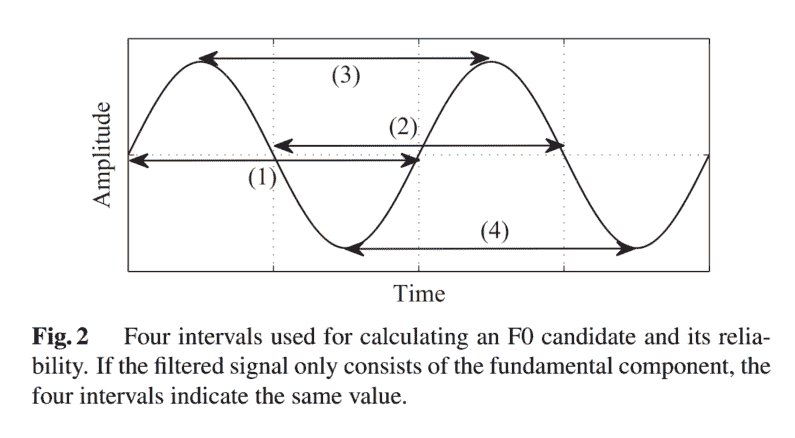 (3)
(2)
(1)
(4)
Amplitude
Time
Fig. 2 Four intervals used for calculating an F0 candidate and its relia-
bility. If the filtered signal only consists of the fundamental component, the
four intervals indicate the same value.